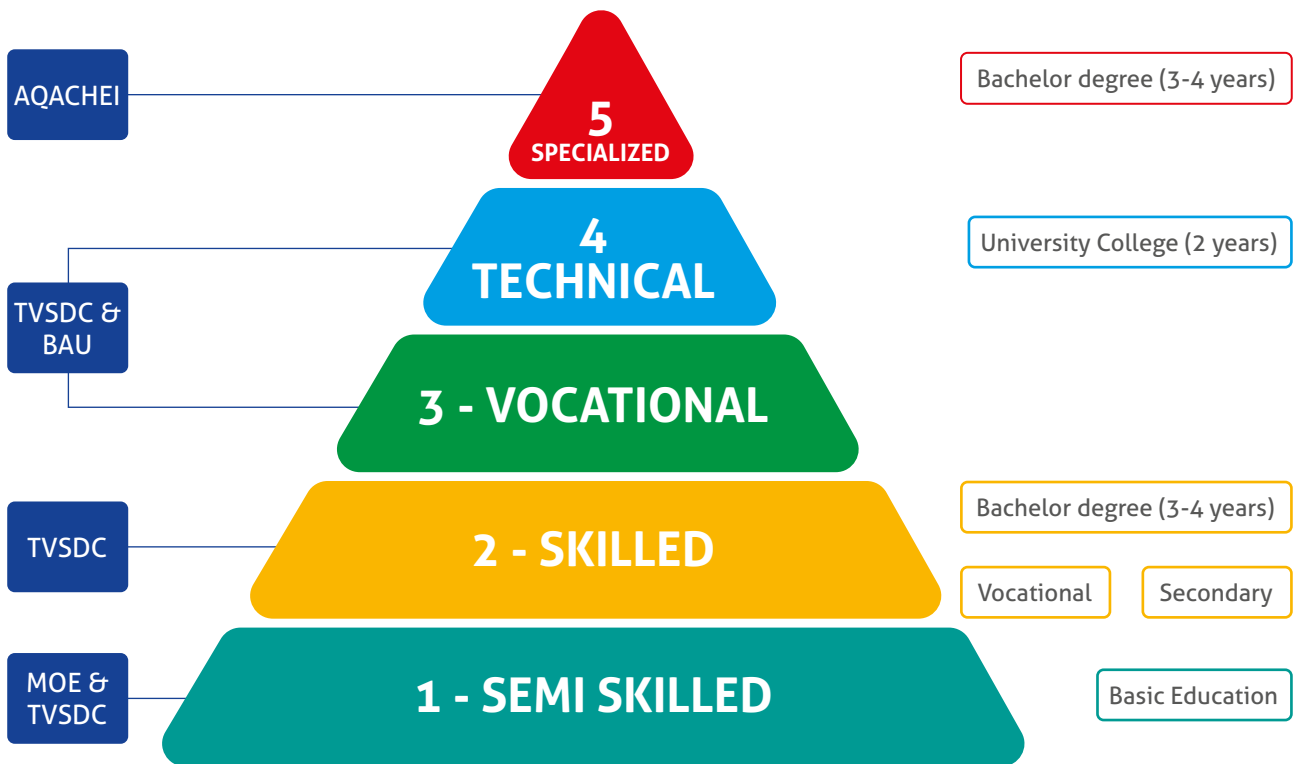 AQACHEI
5
SPECIALIZED
Bachelor degree (3-4 years)
4
TECHNICAL
University College (2 years)
TVSDC &
BAU
3 - VOCATIONAL
Bachelor degree (3-4 years)
TVSDC
2 - SKILLED
Vocational
Secondary
MOE &
TVSDC
1 - SEMI SKILLED
Basic Education